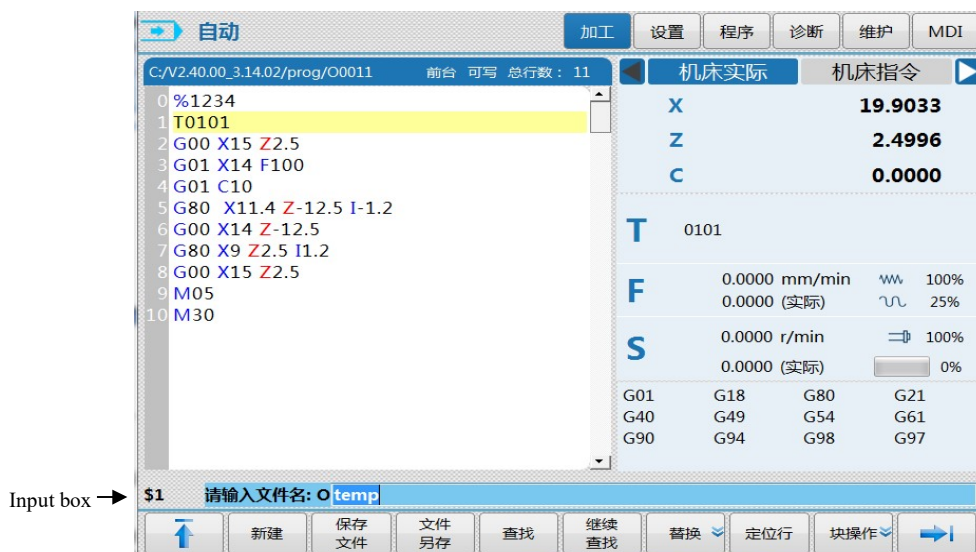 自动
加工 设置 程序 诊断 维护 MDI
C:/V2.40.00_3.14.02/prog/O0011 前台 可写 总行数: 11
机床实际 机床指令
0 %1234
1 T0101
2 G00 X15 Z2.5
3 G01 X14 F100
4 G01 C10
5 G80 X11.4 Z-12.5 I-1.2
6 G00 X14 Z-12.5
7 G80 X9 Z2.5 I1.2
8 G00 X15 Z2.5
9 M05
10 M30
X 19.9033
Z 2.4996
C 0.0000
T 0101
F 0.0000 mm/min 100%
0.0000 (实际) 25%
S 0.0000 r/min 100%
0.0000 (实际) 0%
G01 G18 G80 G21
G40 G49 G54 G61
G90 G94 G98 G97
Input box
$1 请输入文件名: O temp
新建 保存文件 文件另存 查找 继续查找 替换 定位行 块操作